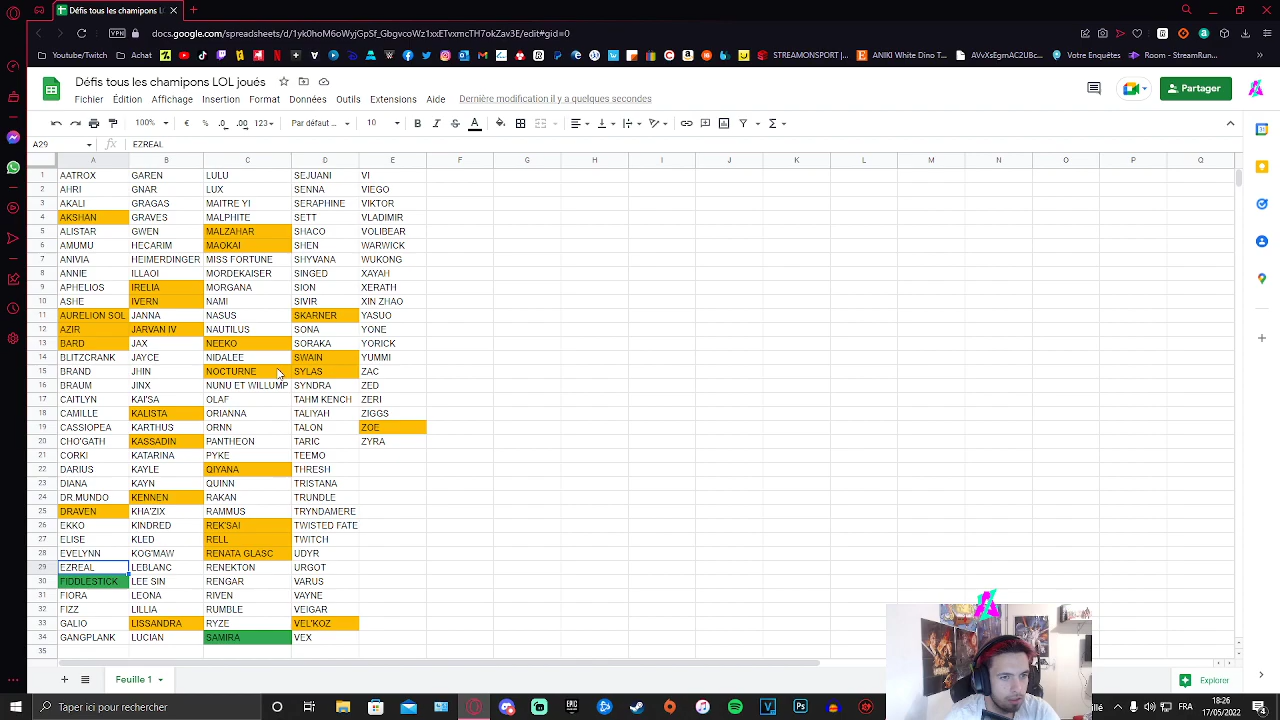 Défis tous les chamipons LO
VPN docs.google.com/spreadsheets/d/1yk0hoM6oWyjGpSf_GbgvcoWz1xxETvxmcTH7okZav3E/edit#gid=0
Youtube/Twitch Achat STREAMONSPORT | A... ANIKI White Dino T... AVvXsEgmAC2UBc... Room - StreamRun...
Défis tous les chamipons LOL joués
Fichier Édition Affichage Insertion Format Données Outils Extensions Aide Dernière modification il y a quelques secondes
Partager
100% € % .0 .00 123 Par défaut ... 10 B I S A
A29 fx EZREAL
A B C D E F G H I J K L M N O P Q
1 AATROX GAREN LULU SEJUANI VI
2 AHRI GNAR LUX SENNA VIEGO
3 AKALI GRAGAS MAITRE YI SERAPHINE VIKTOR
4 AKSHAN GRAVES MALPHITE SETT VLADIMIR
5 ALISTAR GWEN MALZAHAR SHACO VOLIBEAR
6 AMUMU HECARIM MAOKAI SHEN WARWICK
7 ANIVIA HEIMERDINGER MISS FORTUNE SHYVANA WUKONG
8 ANNIE ILLAOI MORDEKAISER SINGED XAYAH
9 APHELIOS IRELIA MORGANA SION XERATH
10 ASHE IVERN NAMI SIVIR XIN ZHAO
11 AURELION SOL JANNA NASUS SKARNER YASUO
12 AZIR JARVAN IV NAUTILUS SONA YONE
13 BARD JAX NEEKO SORAKA YORICK
14 BLITZCRANK JAYCE NIDALEE SWAIN YUMMI
15 BRAND JHIN NOCTURNE SYLAS ZAC
16 BRAUM JINX NUNU ET WILLUMP SYNDRA ZED
17 CAITLYN KAI'SA OLAF TAHM KENCH ZERI
18 CAMILLE KALISTA ORIANNA TALIYAH ZIGGS
19 CASSIOPEA KARTHUS ORNN TALON ZOE
20 CHO'GATH KASSADIN PANTHEON TARIC ZYRA
21 CORKI KATARINA PYKE TEEMO
22 DARIUS KAYLE QIYANA THRESH
23 DIANA KAYN QUINN TRISTANA
24 DR.MUNDO KENNEN RAKAN TRUNDLE
25 DRAVEN KHA'ZIX RAMMUS TRYNDAMERE
26 EKKO KINDRED REK'SAI TWISTED FATE
27 ELISE KLED RELL TWITCH
28 EVELYNN KOG'MAW RENATA GLASC UDYR
29 EZREAL LEBLANC RENEKTON URGOT
30 FIDDLESTICK LEE SIN RENGAR VARUS
31 FIORA LEONA RIVEN VAYNE
32 FIZZ LILLIA RUMBLE VEIGAR
33 GALIO LISSANDRA RYZE VEL'KOZ
34 GANGPLANK LUCIAN SAMIRA VEX
35
Feuille 1
Explorer
Taper ici pour rechercher
FRA
18:26
17/05/2022